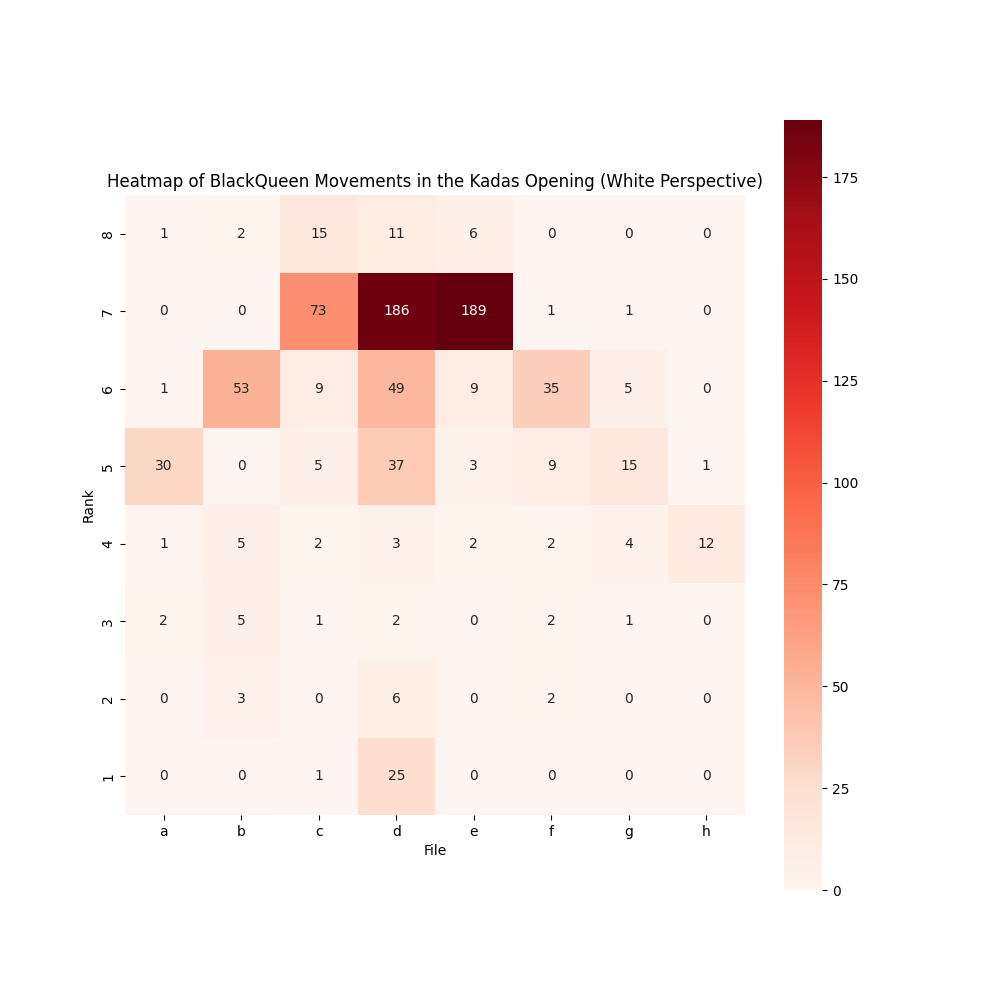 Heatmap of BlackQueen Movements in the Kadas Opening (White Perspective)
8 1 2 15 11 6 0 0 0
7 0 0 73 186 189 1 1 0
6 1 53 9 49 9 35 5 0
5 30 0 5 37 3 9 15 1
Rank
4 1 5 2 3 2 2 4 12
3 2 5 1 2 0 2 1 0
2 0 3 0 6 0 2 0 0
1 0 0 1 25 0 0 0 0
a b c d e f g h
File
175
150
125
100
75
50
25
0